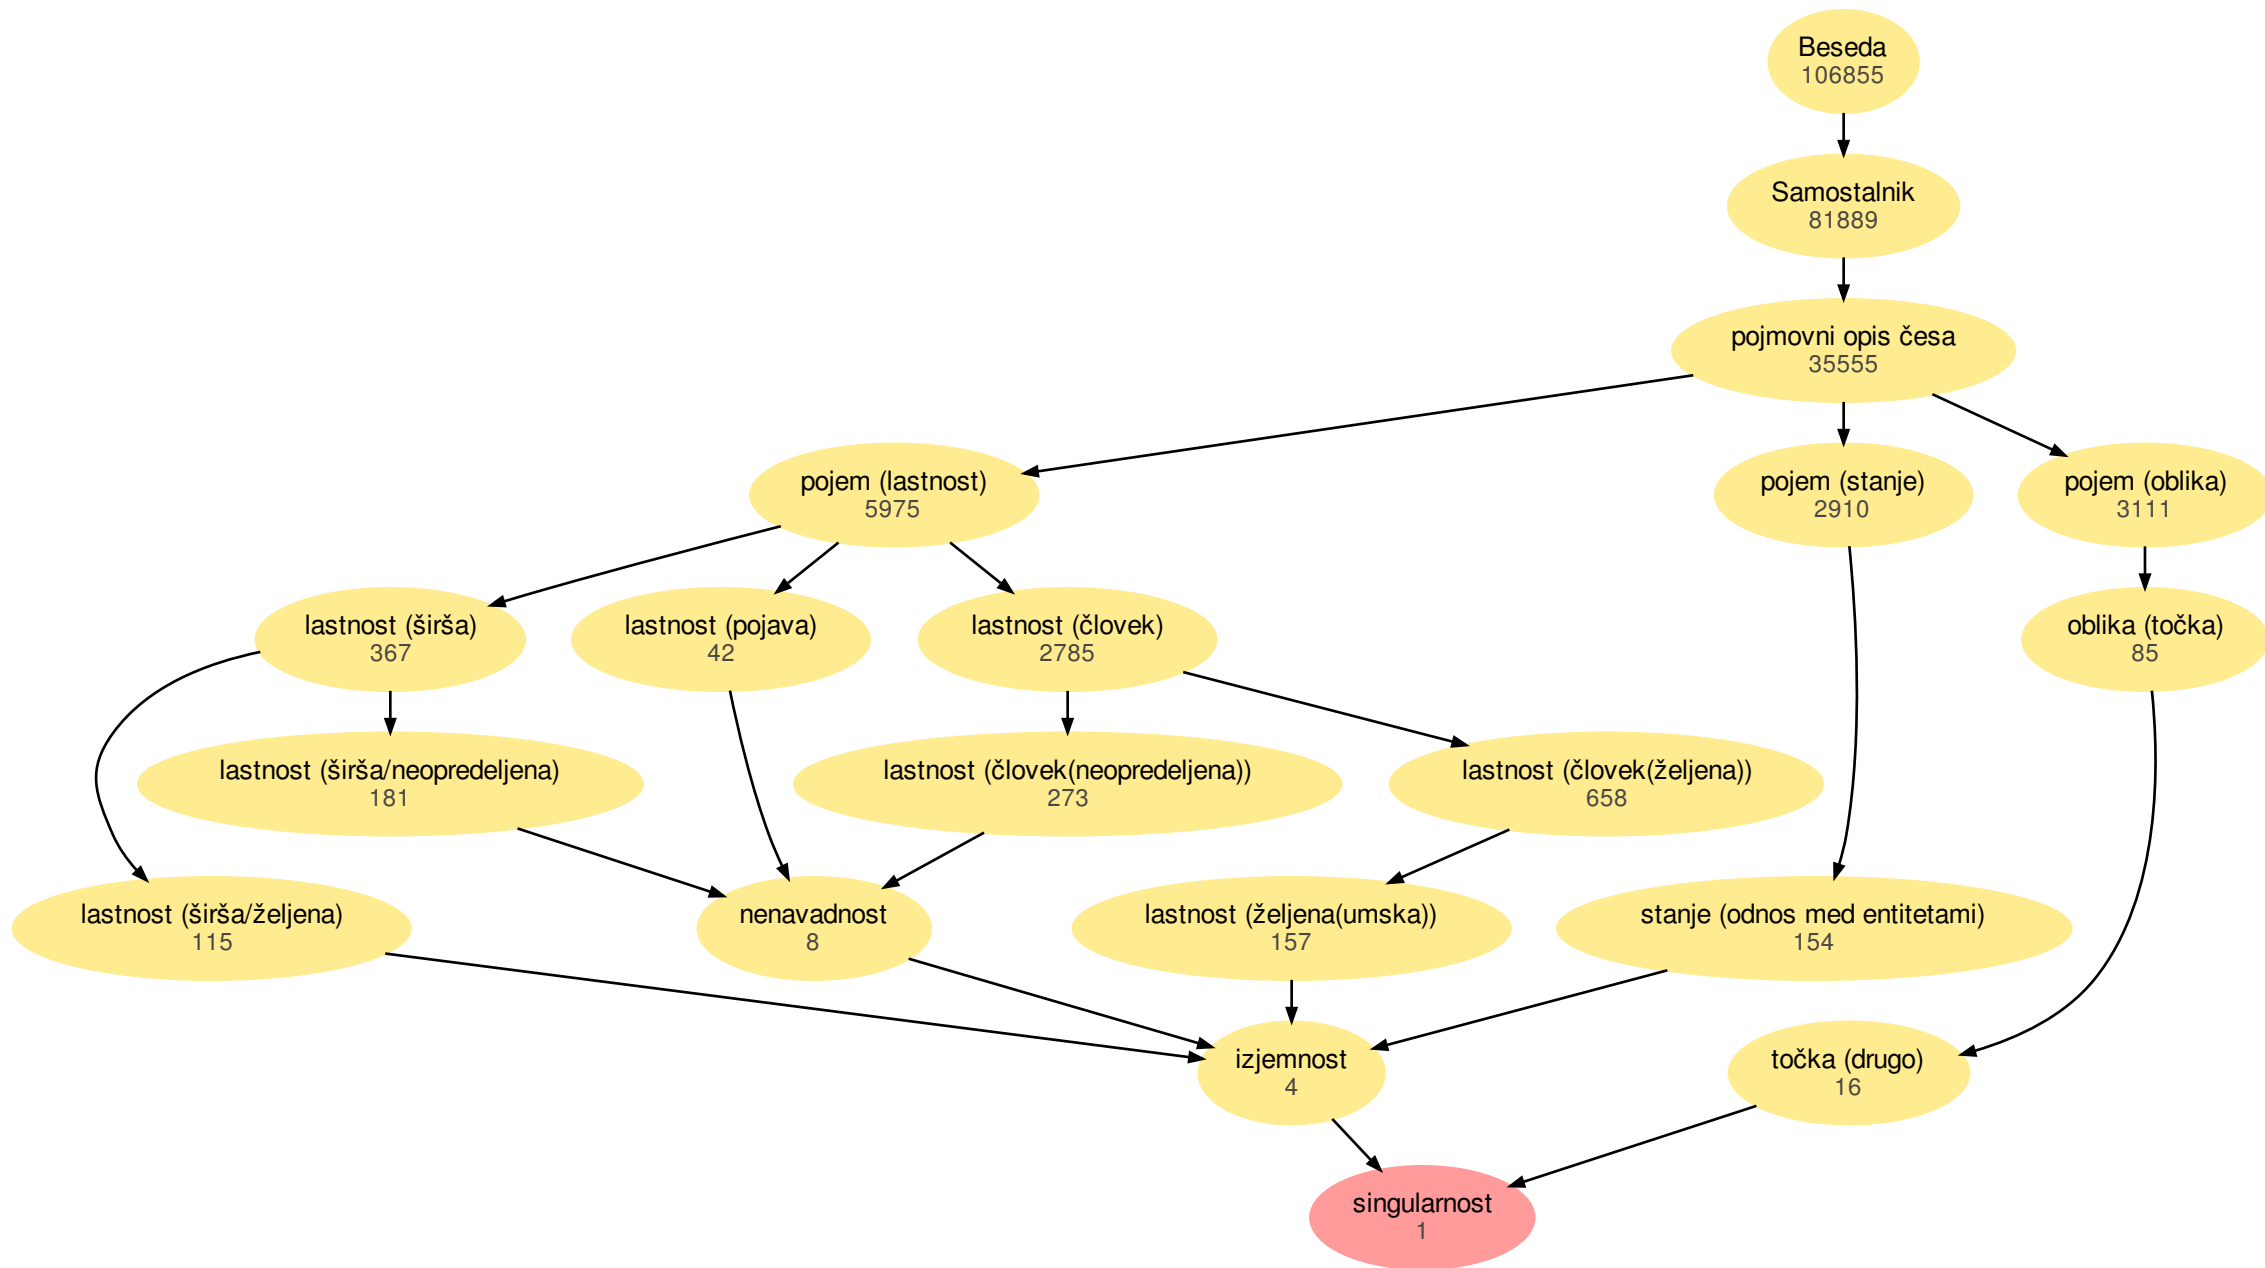 Beseda
106855
Samostalnik
81889
pojmovni opis česa
35555
pojem (lastnost)
5975
pojem (stanje)
2910
pojem (oblika)
3111
lastnost (širša)
367
lastnost (pojava)
42
lastnost (človek)
2785
oblika (točka)
85
lastnost (širša/neopredeljena)
181
lastnost (človek(neopredeljena))
273
lastnost (človek(željena))
658
lastnost (širša/željena)
115
nenavadnost
8
lastnost (željena(umska))
157
stanje (odnos med entitetami)
154
izjemnost
4
točka (drugo)
16
singularnost
1